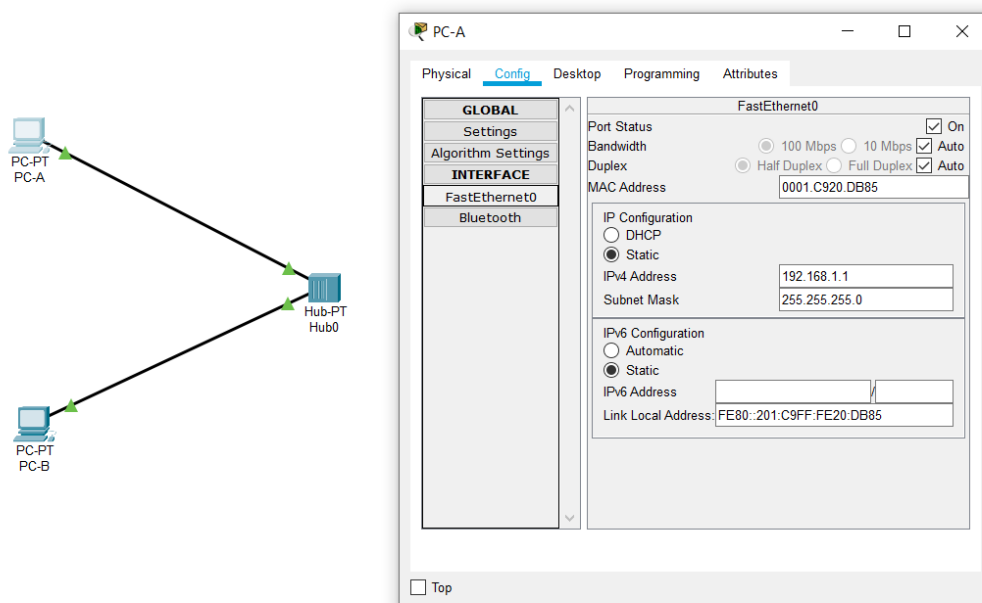 PC-PT
PC-A
Hub-PT
Hub0
PC-PT
PC-B
PC-A
Physical Config Desktop Programming Attributes
GLOBAL
Settings
Algorithm Settings
INTERFACE
FastEthernet0
Bluetooth
FastEthernet0
Port Status On
Bandwidth 100 Mbps 10 Mbps Auto
Duplex Half Duplex Full Duplex Auto
MAC Address 0001.C920.DB85
IP Configuration
DHCP
Static
IPv4 Address 192.168.1.1
Subnet Mask 255.255.255.0
IPv6 Configuration
Automatic
Static
IPv6 Address /
Link Local Address: FE80::201:C9FF:FE20:DB85
Top